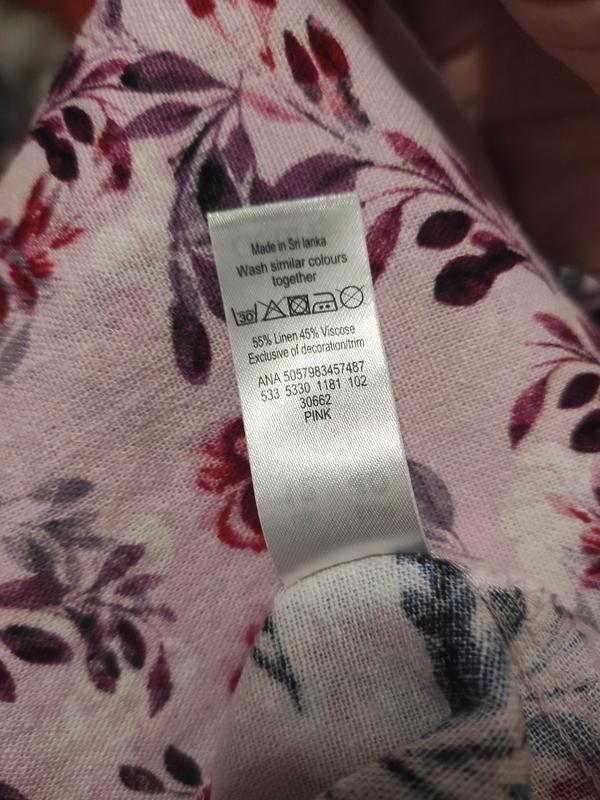 Made in Sri lanka
Wash similar colours
together
30
55% Linen 45% Viscose
Exclusive of decoration/trim
ANA 5057983457487
533 5330 1181 102
30662
PINK